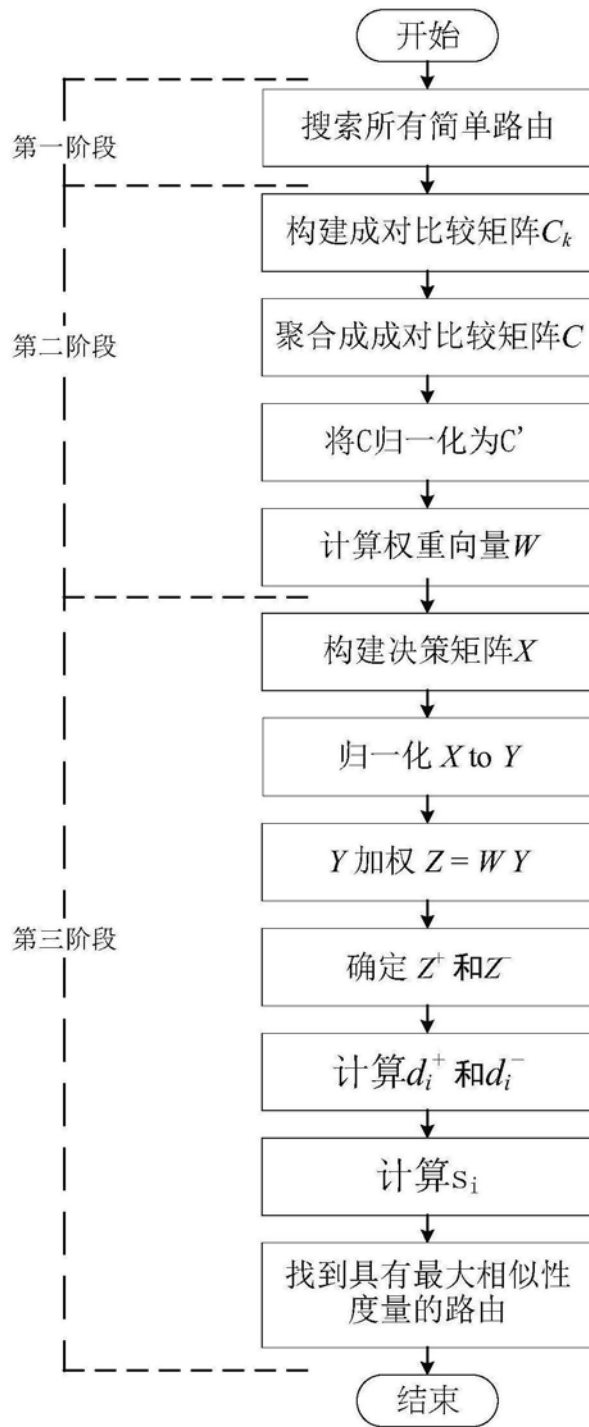 开始
第一阶段
搜索所有简单路由
第二阶段
构建成对比较矩阵Cₖ
聚合成成对比较矩阵C
将C归一化为C'
计算权重向量W
第三阶段
构建决策矩阵X
归一化 X to Y
Y 加权 Z = W Y
确定 Z⁺ 和Z⁻
计算dᵢ⁺ 和dᵢ⁻
计算sᵢ
找到具有最大相似性
度量的路由
结束